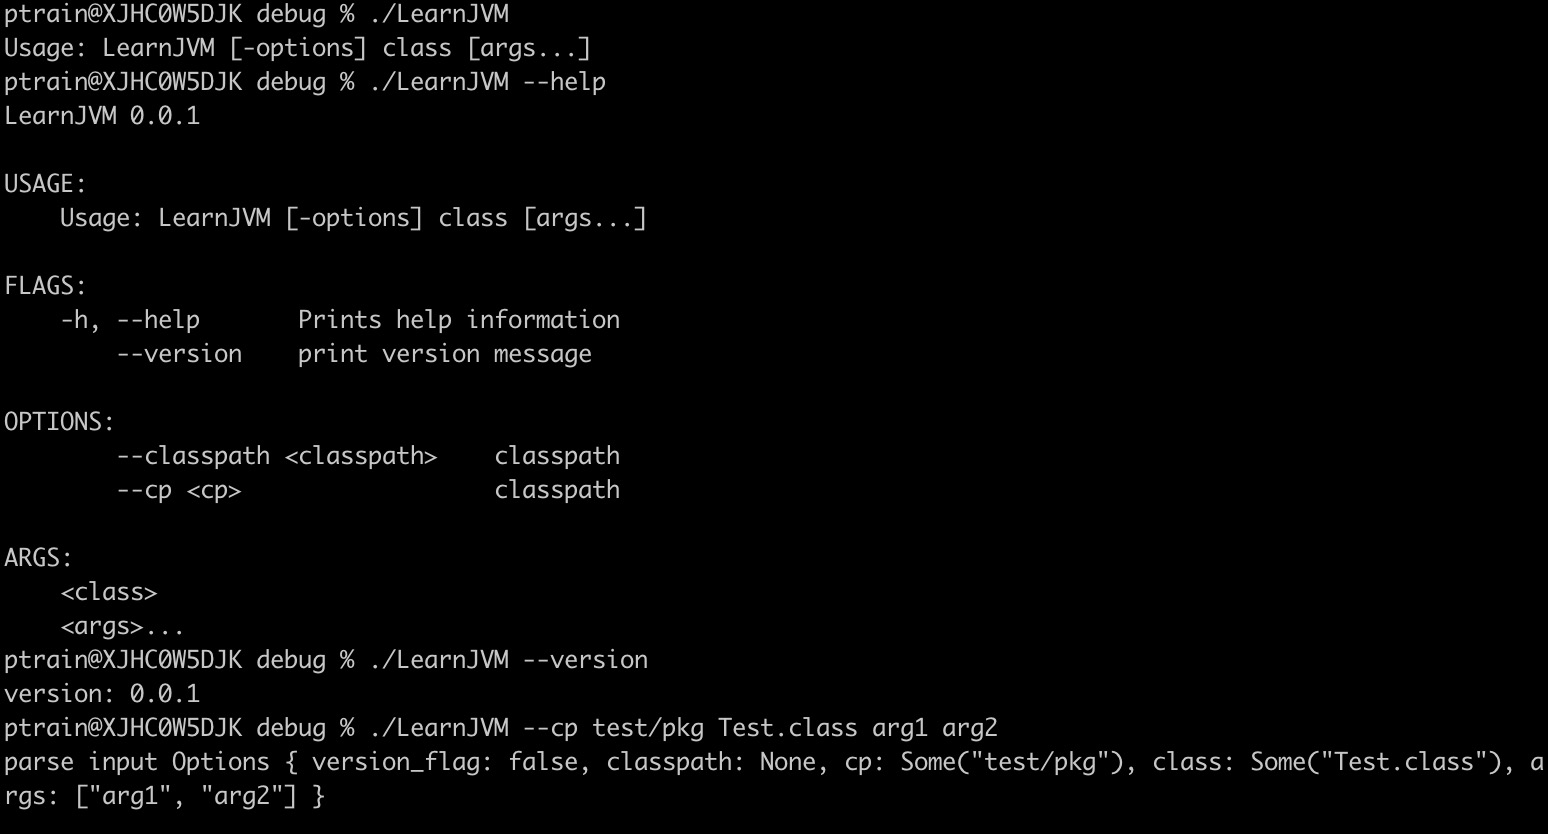 ptrain@XJHC0W5DJK debug % ./LearnJVM
Usage: LearnJVM [-options] class [args...]
ptrain@XJHC0W5DJK debug % ./LearnJVM --help
LearnJVM 0.0.1
USAGE:
Usage: LearnJVM [-options] class [args...]
FLAGS:
-h, --help       Prints help information
--version    print version message
OPTIONS:
--classpath <classpath>    classpath
--cp <cp>                  classpath
ARGS:
<class>
<args>...
ptrain@XJHC0W5DJK debug % ./LearnJVM --version
version: 0.0.1
ptrain@XJHC0W5DJK debug % ./LearnJVM --cp test/pkg Test.class arg1 arg2
parse input Options { version_flag: false, classpath: None, cp: Some("test/pkg"), class: Some("Test.class"), a
rgs: ["arg1", "arg2"] }